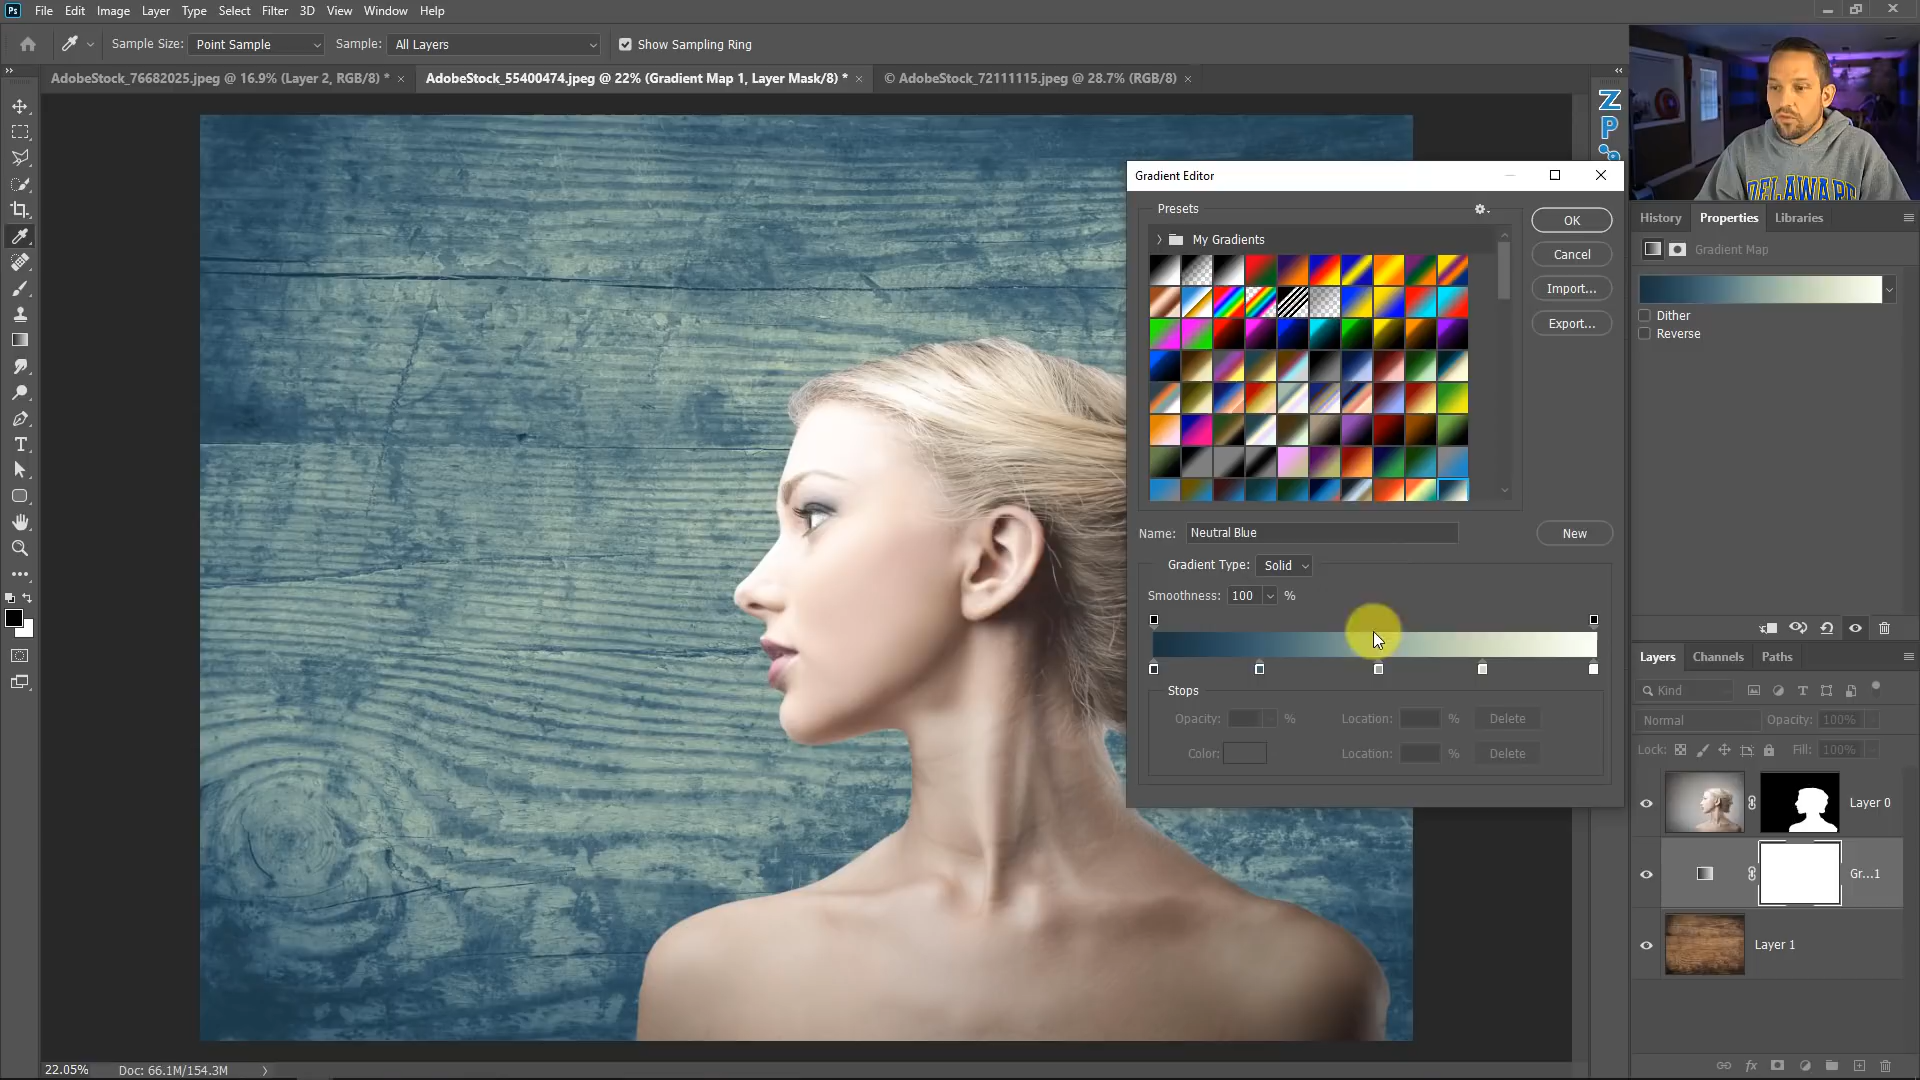 Ps File Edit Image Layer Type Select Filter 3D View Window Help
Sample Size: Point Sample Sample: All Layers Show Sampling Ring
AdobeStock_76682025.jpeg @ 16.9% (Layer 2, RGB/8) * × AdobeStock_55400474.jpeg @ 22% (Gradient Map 1, Layer Mask/8) * × © AdobeStock_72111115.jpeg @ 28.7% (RGB/8) ×
Z
P
DELAWARE
Gradient Editor
Presets
My Gradients
OK
Cancel
Import...
Export...
Name: Neutral Blue
New
Gradient Type: Solid
Smoothness: 100 %
Stops
Opacity: % Location: % Delete
Color: Location: % Delete
History Properties Libraries
Gradient Map
Dither
Reverse
Layers Channels Paths
Kind
Normal Opacity: 100%
Lock: Fill: 100%
Layer 0
Gr...1
Layer 1
fx
22.05% Doc: 66.1M/154.3M